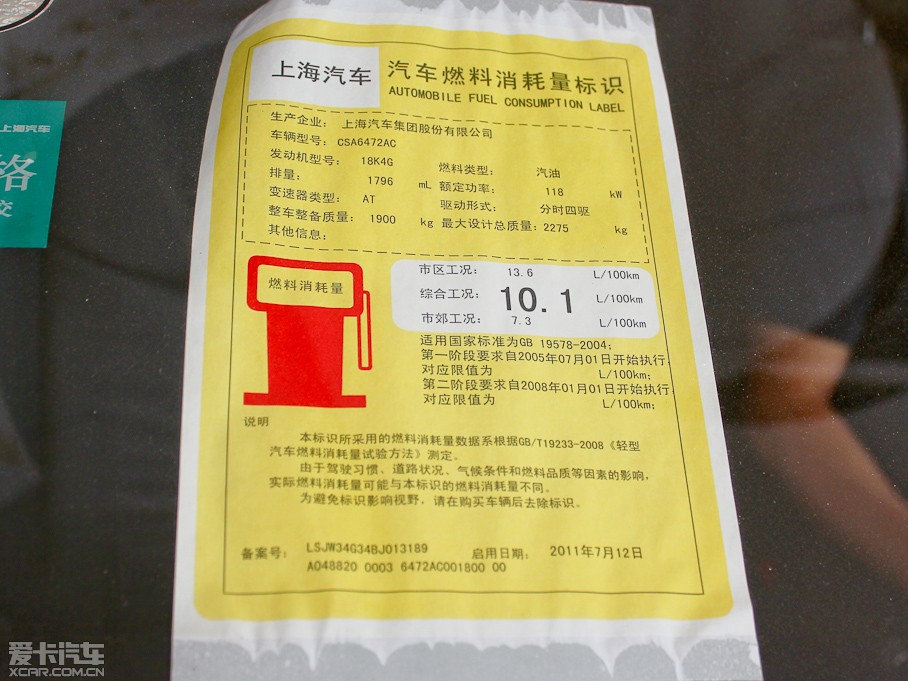 上海汽车
格
交
上海汽车
汽车燃料消耗量标识
AUTOMOBILE FUEL CONSUMPTION LABEL
生产企业: 上海汽车集团股份有限公司
车辆型号: CSA6472AC
发动机型号: 18K4G 燃料类型: 汽油
排量: 1796 mL 额定功率: 118 kW
变速器类型: AT 驱动形式: 分时四驱
整车整备质量: 1900 kg 最大设计总质量: 2275 kg
其他信息:
燃料消耗量
市区工况: 13.6 L/100km
综合工况: 10.1 L/100km
市郊工况: 7.3 L/100km
适用国家标准为GB 19578-2004;
第一阶段要求自2005年07月01日开始执行,
对应限值为 L/100km;
第二阶段要求自2008年01月01日开始执行,
对应限值为 L/100km;
说明
本标识所采用的燃料消耗量数据系根据GB/T19233-2008《轻型
汽车燃料消耗量试验方法》测定。
由于驾驶习惯、道路状况、气候条件和燃料品质等因素的影响,
实际燃料消耗量可能与本标识的燃料消耗量不同。
为避免标识影响视野,请在购买车辆后去除标识。
备案号: LSJW34G34BJ013189 启用日期: 2011年7月12日
A048820 0003 6472AC001800 00
爱卡汽车
XCAR.COM.CN